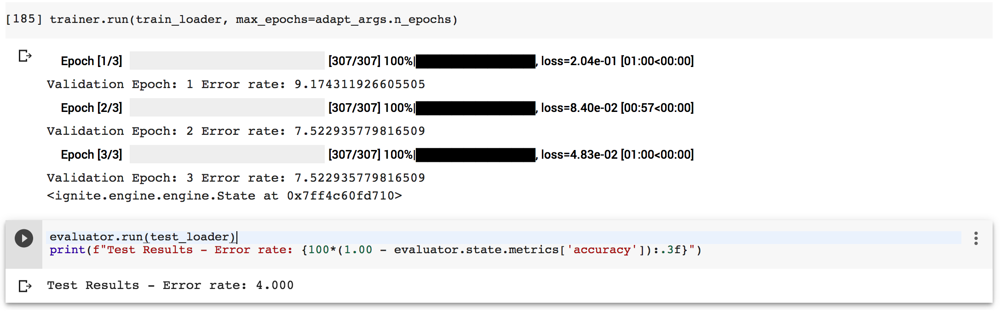 [185] trainer.run(train_loader, max_epochs=adapt_args.n_epochs)
Epoch [1/3] [307/307] 100%| , loss=2.04e-01 [01:00<00:00]
Validation Epoch: 1 Error rate: 9.174311926605505
Epoch [2/3] [307/307] 100%| , loss=8.40e-02 [00:57<00:00]
Validation Epoch: 2 Error rate: 7.522935779816509
Epoch [3/3] [307/307] 100%| , loss=4.83e-02 [01:00<00:00]
Validation Epoch: 3 Error rate: 7.522935779816509
<ignite.engine.engine.State at 0x7ff4c60fd710>
evaluator.run(test_loader)
print(f"Test Results - Error rate: {100*(1.00 - evaluator.state.metrics['accuracy']):.3f}")
Test Results - Error rate: 4.000